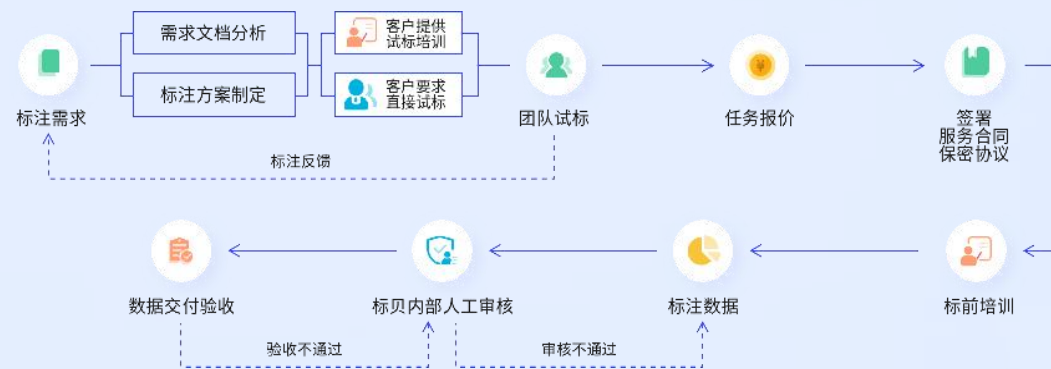 需求文档分析
客户提供
试标培训
标注方案制定
客户要求
直接试标
标注需求
团队试标
任务报价
签署
服务合同
保密协议
标注反馈
¥
数据交付验收
标贝内部人工审核
标注数据
标前培训
验收不通过
审核不通过